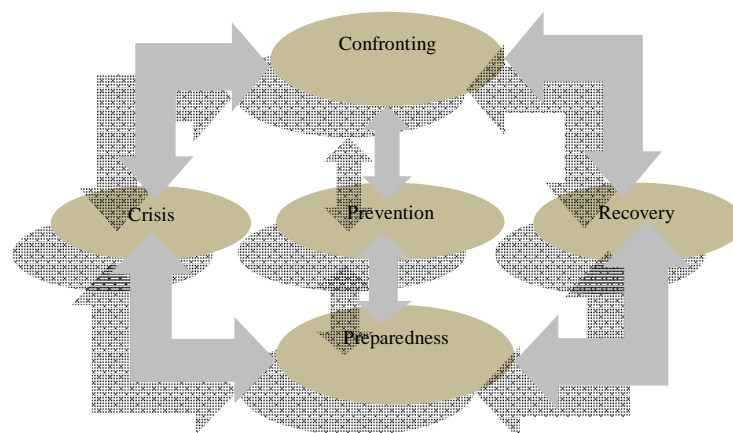 Confronting
Crisis
Prevention
Recovery
Preparedness